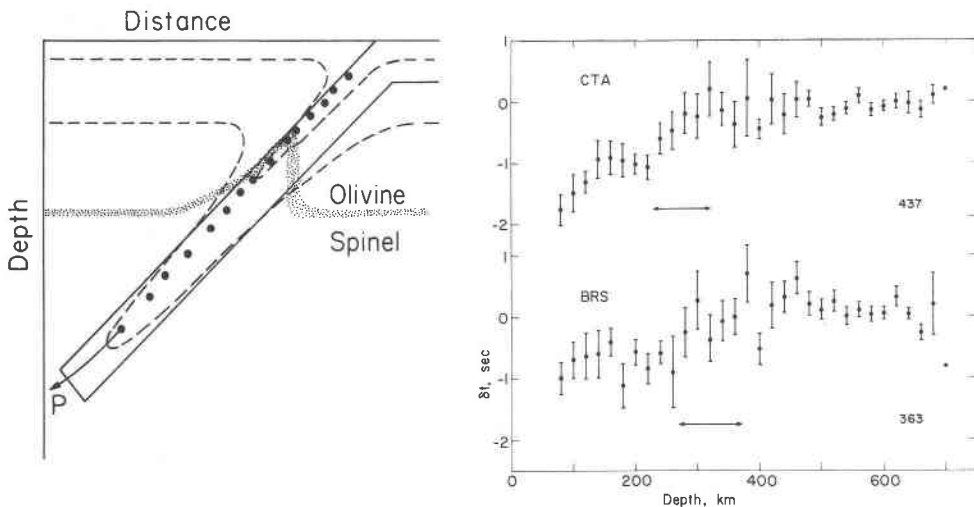 Distance
Depth
Olivine
Spinel
P
1
0
-1
-2
1
0
-1
-2
CTA
437
BRS
363
δt, sec
0
200
400
600
Depth, km